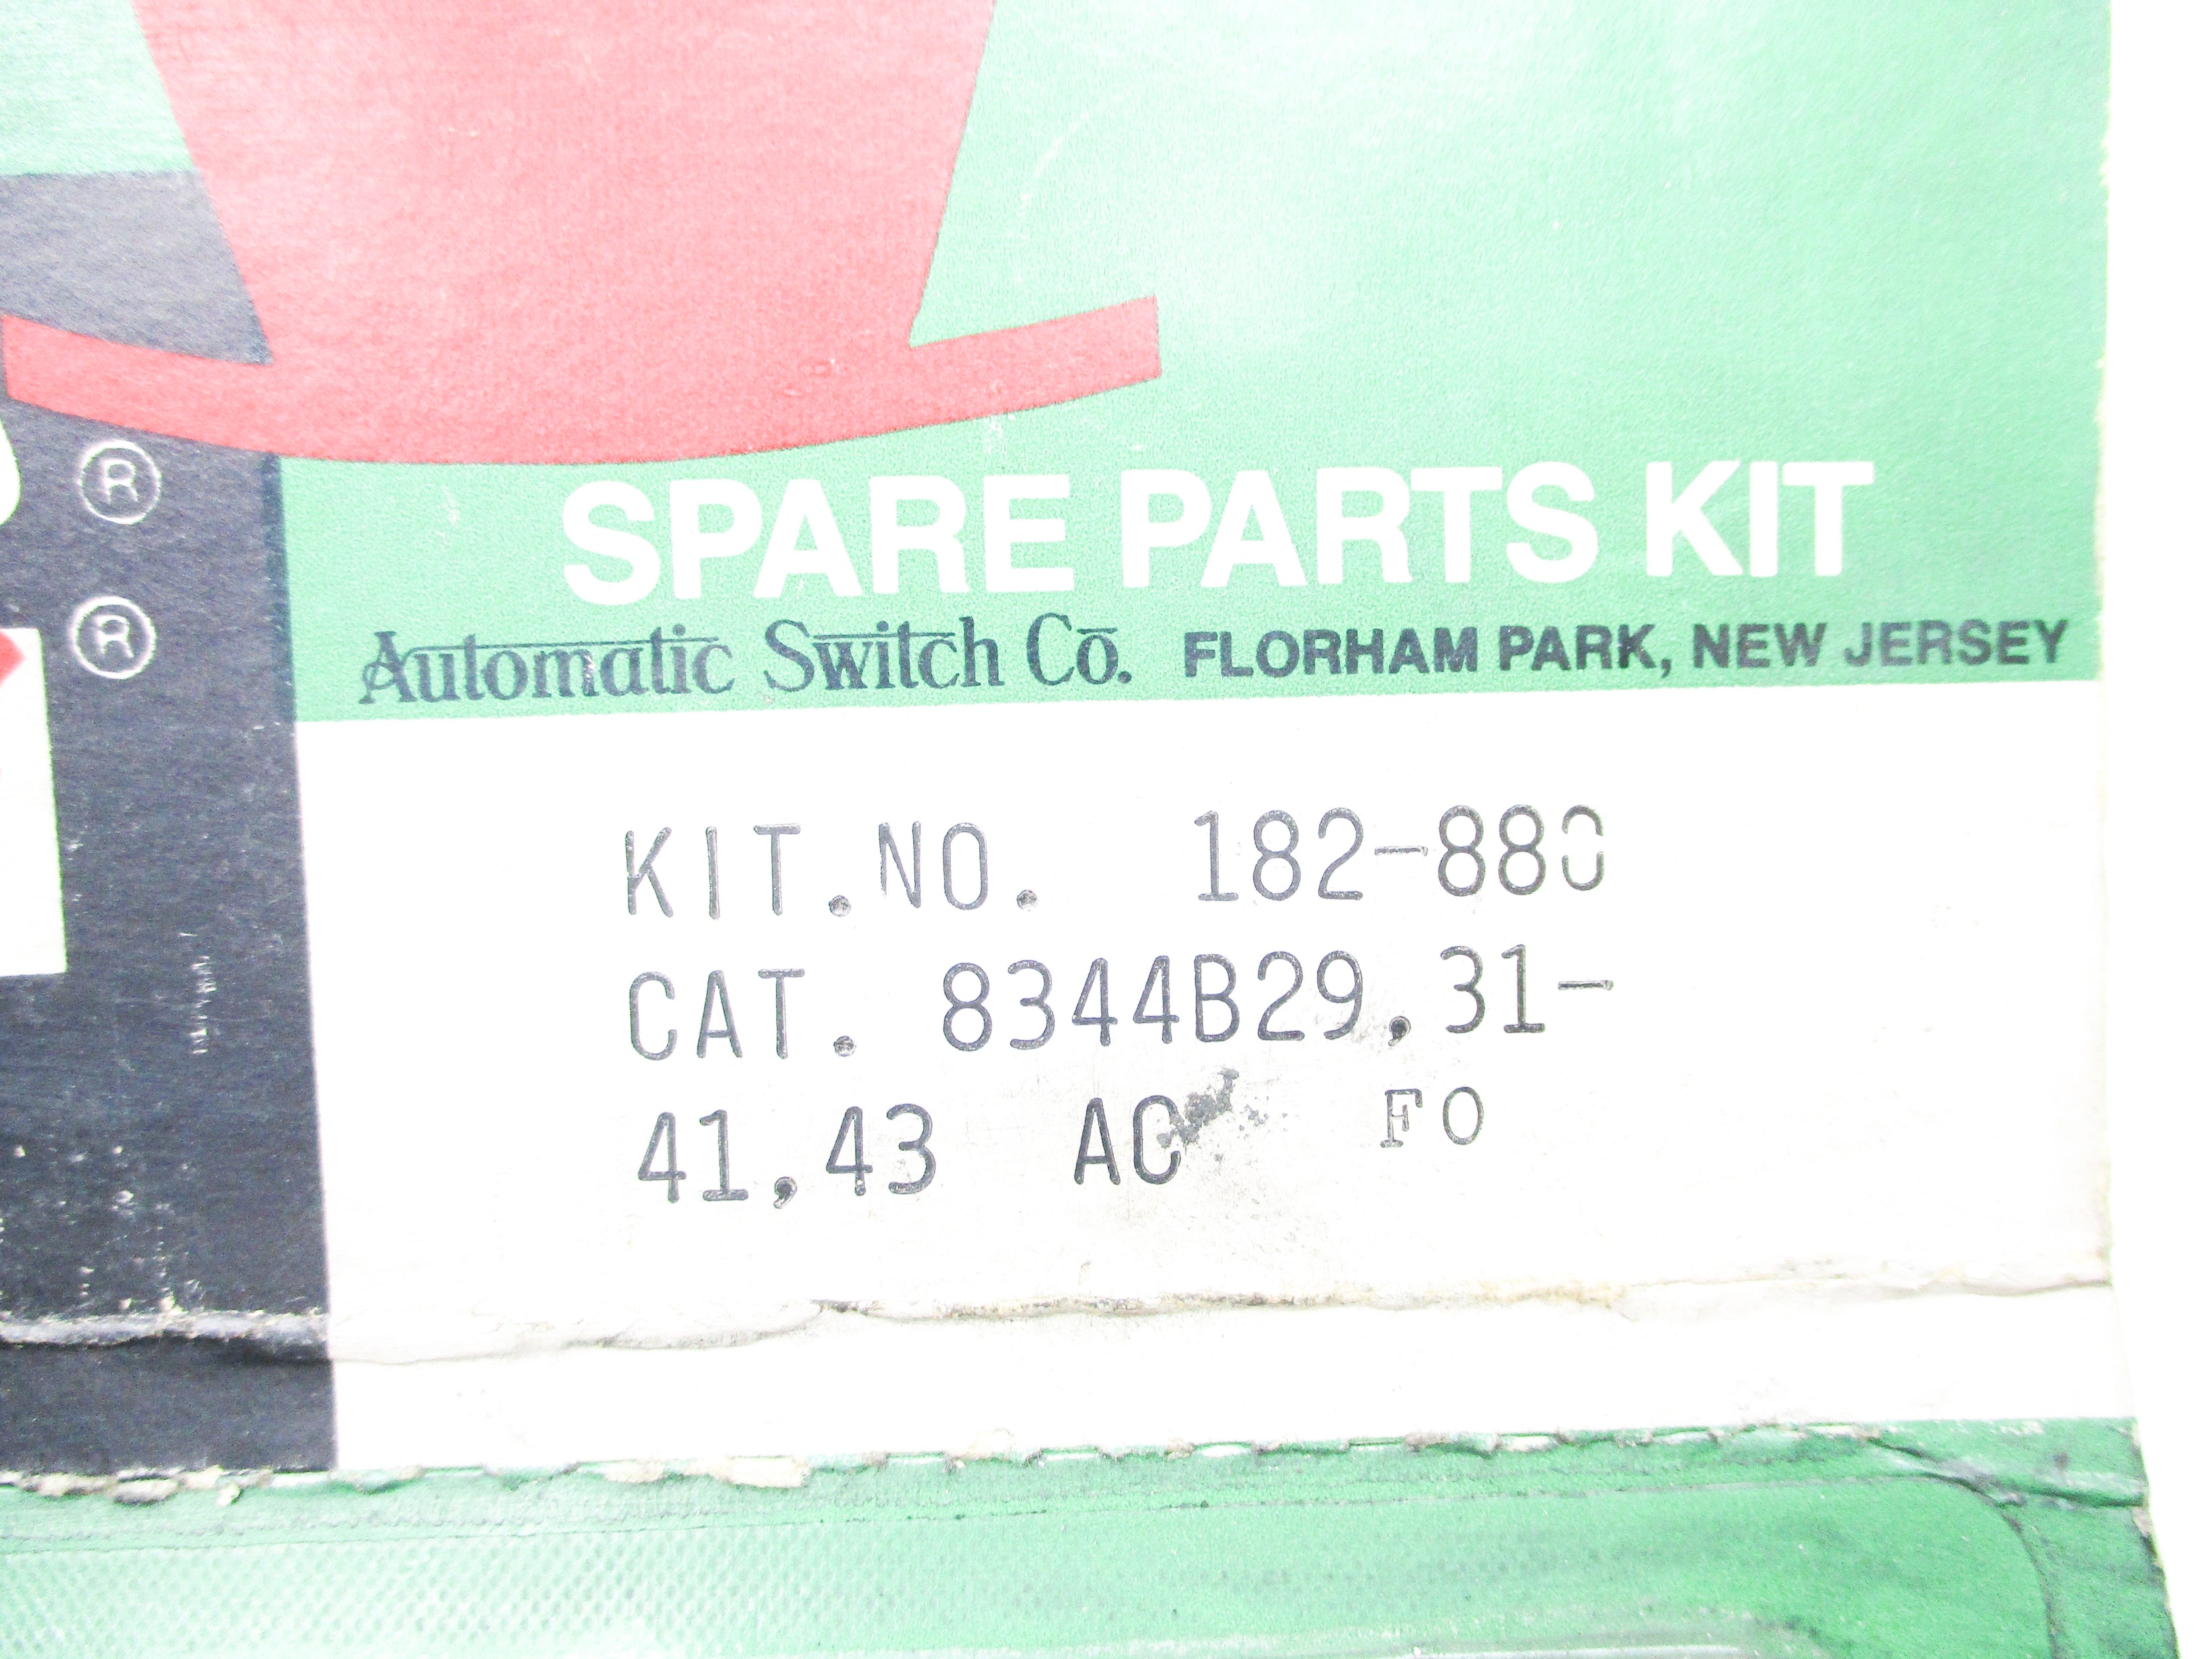 ®
®
SPARE PARTS KIT
Automatic Switch Co. FLORHAM PARK, NEW JERSEY
KIT.NO. 182-880
CAT. 8344B29,31-
41,43 AC FO